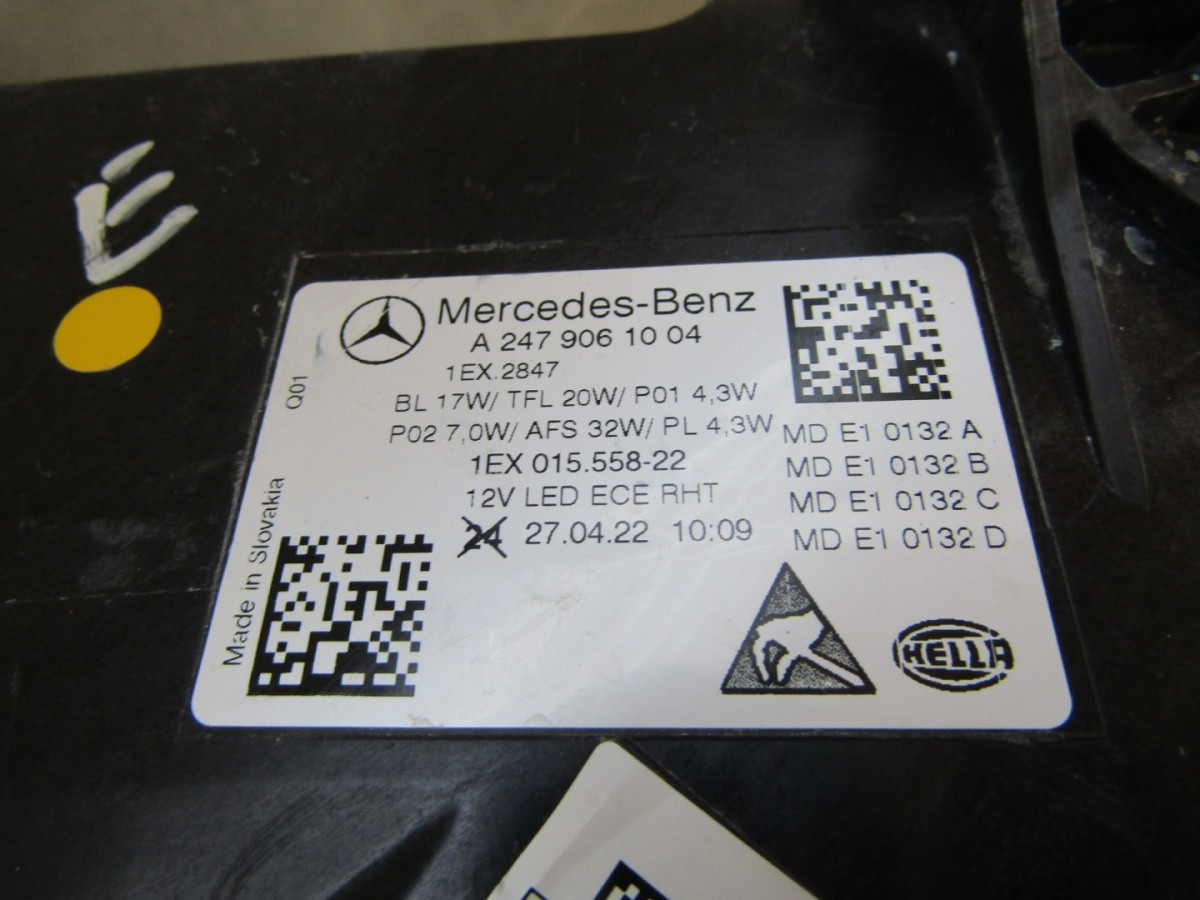 E
Mercedes-Benz
A 247 906 10 04
1EX.2847
BL 17W/ TFL 20W/ P01 4,3W
P02 7,0W/ AFS 32W/ PL 4,3W
1EX 015.558-22
12V LED ECE RHT
24 27.04.22 10:09
MD E1 0132 A
MD E1 0132 B
MD E1 0132 C
MD E1 0132 D
Q01
Made in Slovakia
HELLA